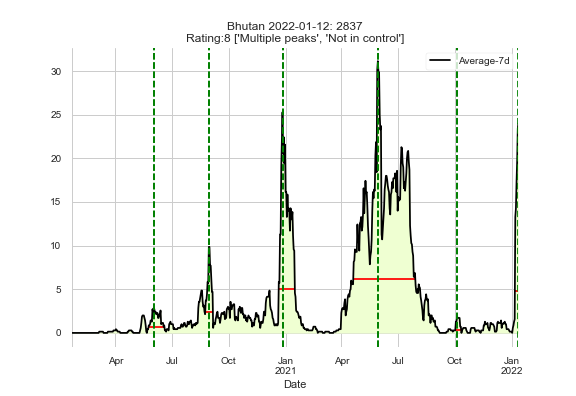 Bhutan 2022-01-12: 2837
Rating:8 ['Multiple peaks', 'Not in control']
Average-7d
30
25
20
15
10
5
0
Apr
Jul
Oct
Jan
2021
Apr
Jul
Oct
Jan
2022
Date